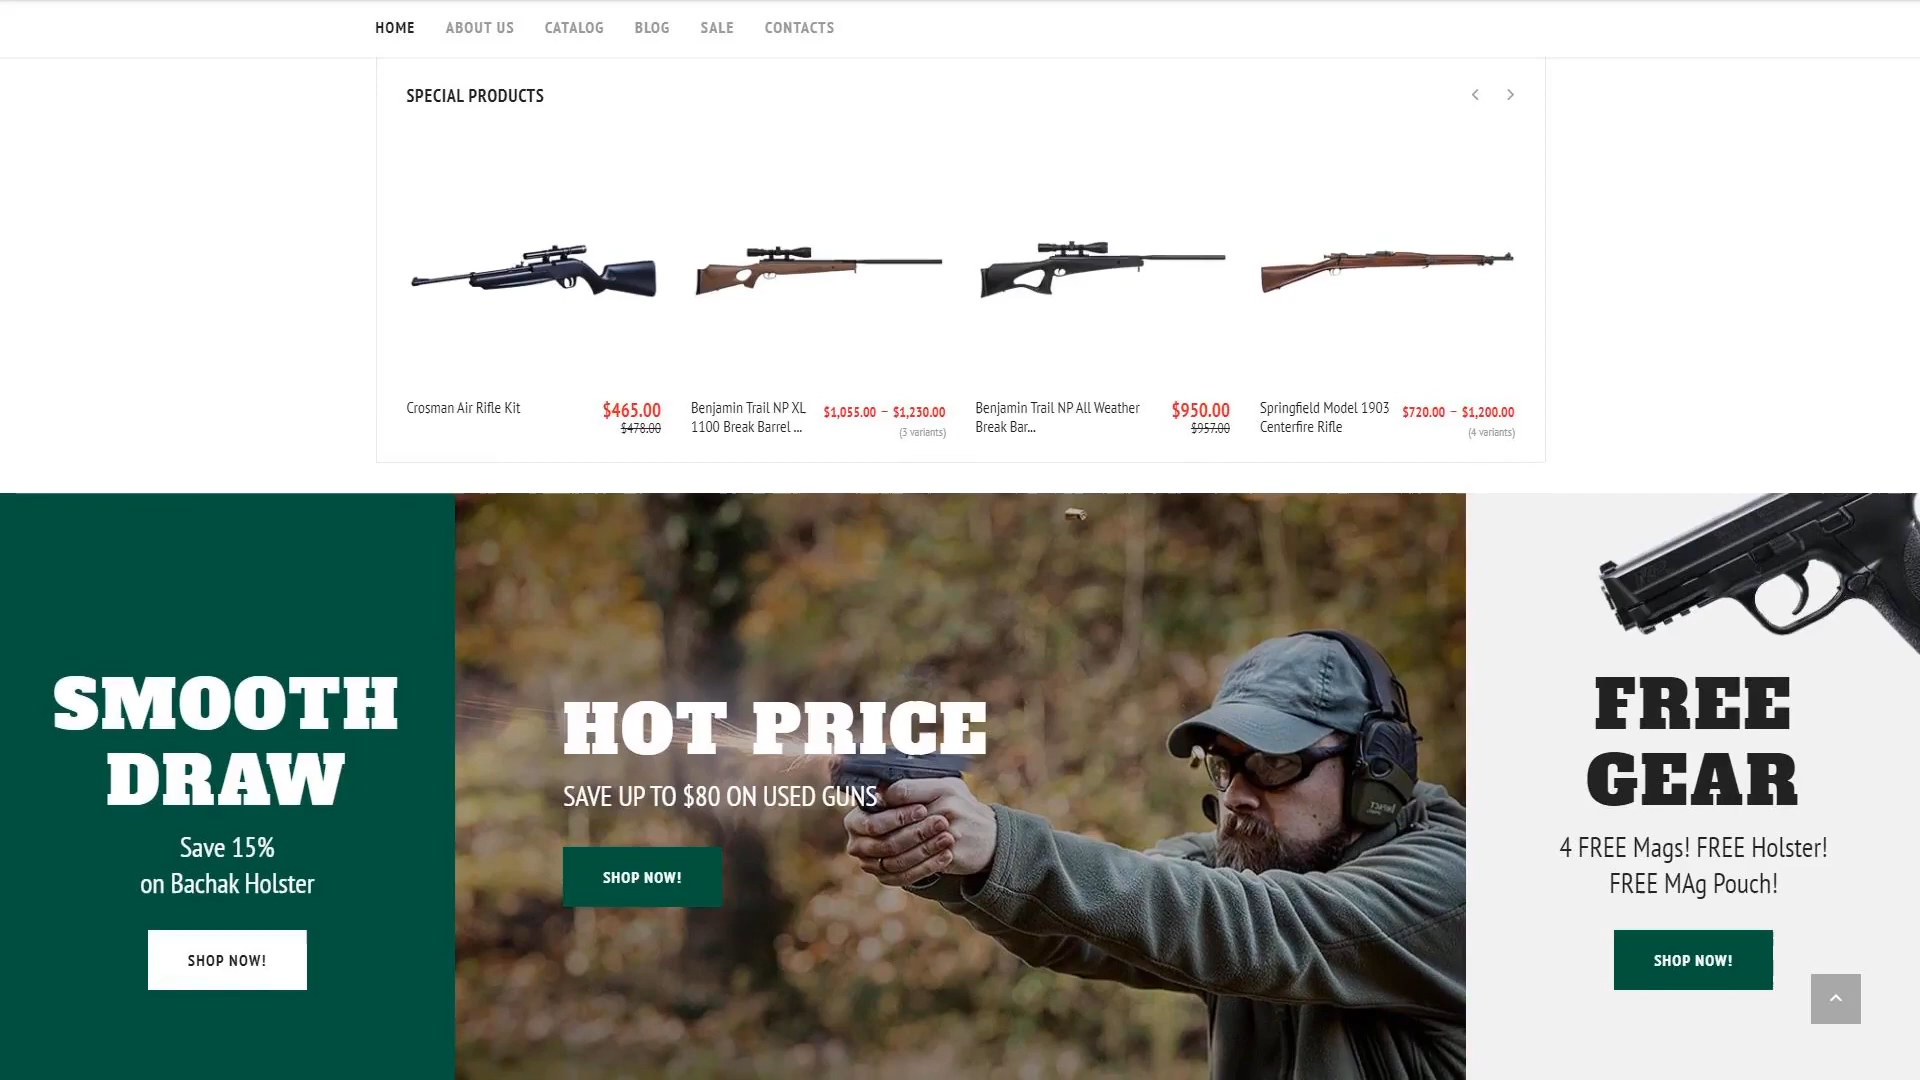 HOME ABOUT US CATALOG BLOG SALE CONTACTS
SPECIAL PRODUCTS
Crosman Air Rifle Kit
$465.00
$478.00
Benjamin Trail NP XL
1100 Break Barrel ...
$1,055.00 – $1,230.00
(3 variants)
Benjamin Trail NP All Weather
Break Bar...
$950.00
$957.00
Springfield Model 1903
Centerfire Rifle
$720.00 – $1,200.00
(4 variants)
SMOOTH
DRAW
Save 15%
on Bachak Holster
SHOP NOW!
HOT PRICE
SAVE UP TO $80 ON USED GUNS
SHOP NOW!
FREE
GEAR
4 FREE Mags! FREE Holster!
FREE MAg Pouch!
SHOP NOW!